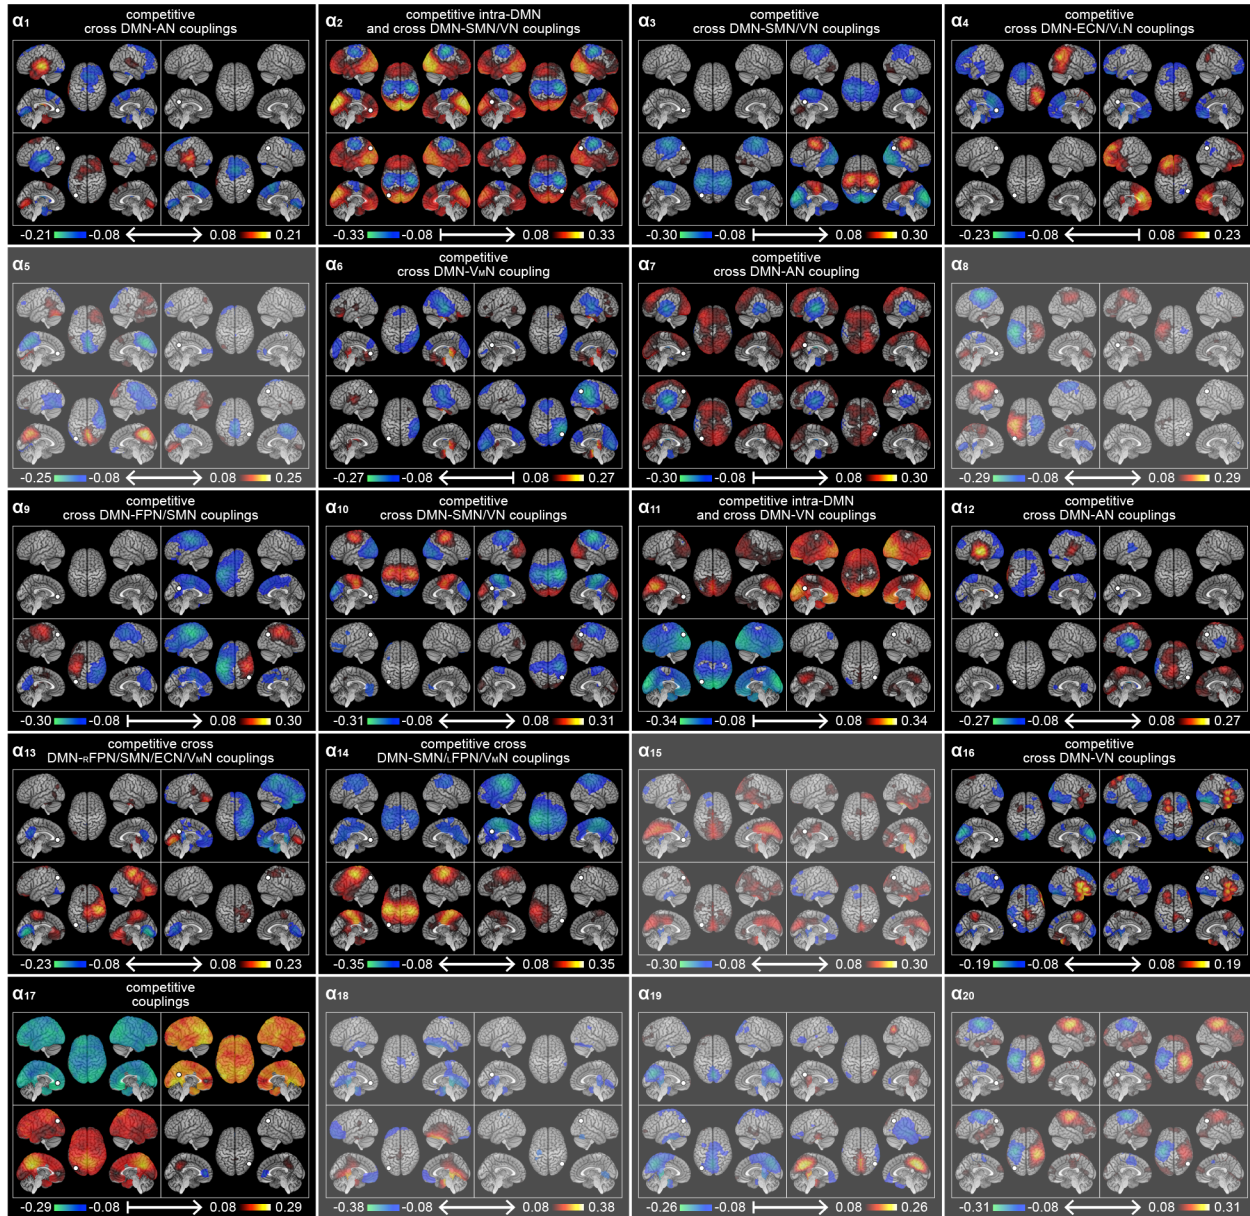 α1
competitive
cross DMN-AN couplings
-0.21 -0.08 0.08 0.21
α2
competitive intra-DMN
and cross DMN-SMN/VN couplings
-0.33 -0.08 0.08 0.33
α3
competitive
cross DMN-SMN/VN couplings
-0.30 -0.08 0.08 0.30
α4
competitive
cross DMN-ECN/VLN couplings
-0.23 -0.08 0.08 0.23
α5
-0.25 -0.08 0.08 0.25
α6
competitive
cross DMN-VMN coupling
-0.27 -0.08 0.08 0.27
α7
competitive
cross DMN-AN coupling
-0.30 -0.08 0.08 0.30
α8
-0.29 -0.08 0.08 0.29
α9
competitive
cross DMN-FPN/SMN couplings
-0.30 -0.08 0.08 0.30
α10
competitive
cross DMN-SMN/VN couplings
-0.31 -0.08 0.08 0.31
α11
competitive intra-DMN
and cross DMN-VN couplings
-0.34 -0.08 0.08 0.34
α12
competitive
cross DMN-AN couplings
-0.27 -0.08 0.08 0.27
α13
competitive cross
DMN-RFPN/SMN/ECN/VMN couplings
-0.23 -0.08 0.08 0.23
α14
competitive cross
DMN-SMN/LFPN/VMN couplings
-0.35 -0.08 0.08 0.35
α15
-0.30 -0.08 0.08 0.30
α16
competitive
cross DMN-VN couplings
-0.19 -0.08 0.08 0.19
α17
competitive
couplings
-0.29 -0.08 0.08 0.29
α18
-0.38 -0.08 0.08 0.38
α19
-0.26 -0.08 0.08 0.26
α20
-0.31 -0.08 0.08 0.31